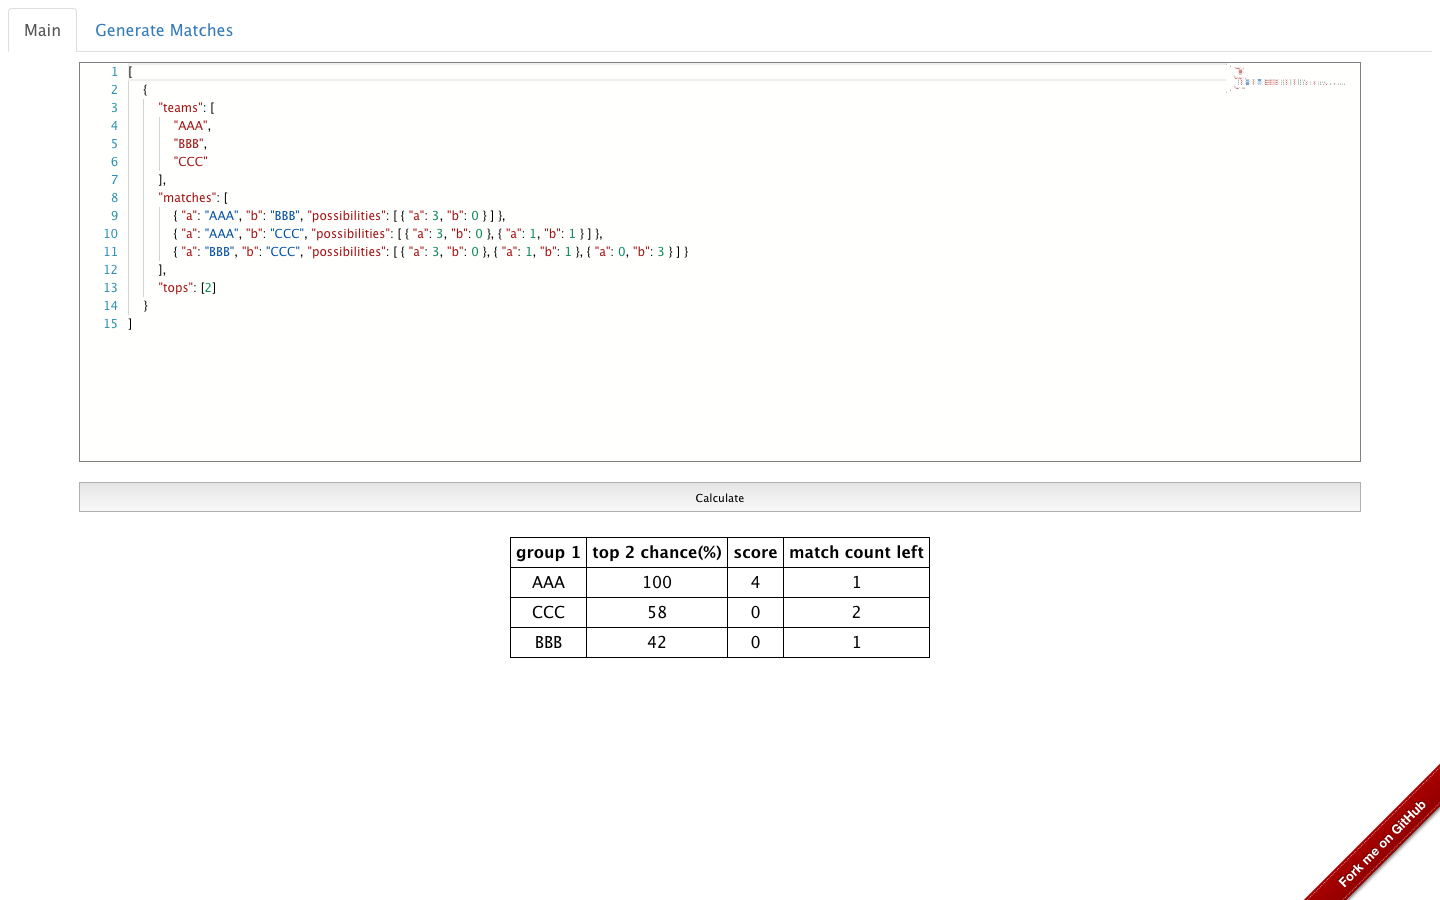 Main Generate Matches
1 [
2 {
3 "teams": [
4 "AAA",
5 "BBB",
6 "CCC"
7 ],
8 "matches": [
9 { "a": "AAA", "b": "BBB", "possibilities": [ { "a": 3, "b": 0 } ] },
10 { "a": "AAA", "b": "CCC", "possibilities": [ { "a": 3, "b": 0 }, { "a": 1, "b": 1 } ] },
11 { "a": "BBB", "b": "CCC", "possibilities": [ { "a": 3, "b": 0 }, { "a": 1, "b": 1 }, { "a": 0, "b": 3 } ] }
12 ],
13 "tops": [2]
14 }
15 ]
Calculate
group 1 top 2 chance(%) score match count left
AAA 100 4 1
CCC 58 0 2
BBB 42 0 1
Fork me on GitHub